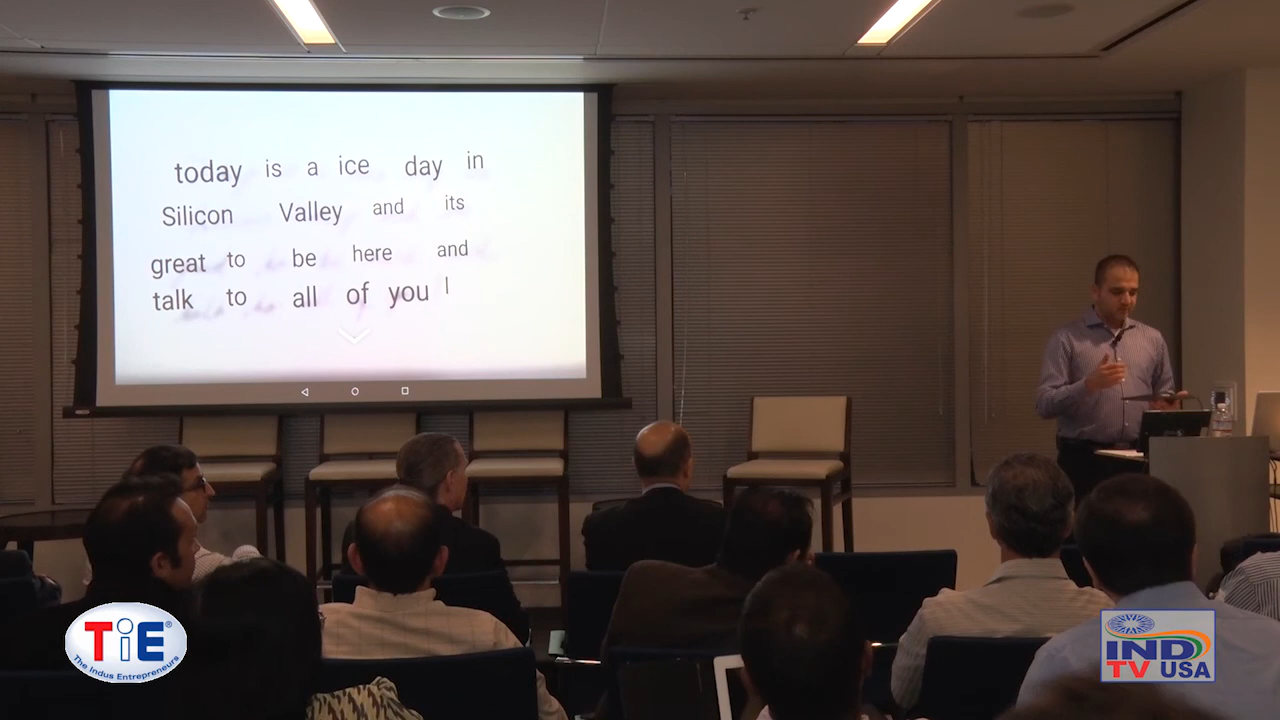 today is a ice day in
Silicon Valley and its
great to be here and
talk to all of you |
TiE®
The Indus Entrepreneurs
IND
TV USA